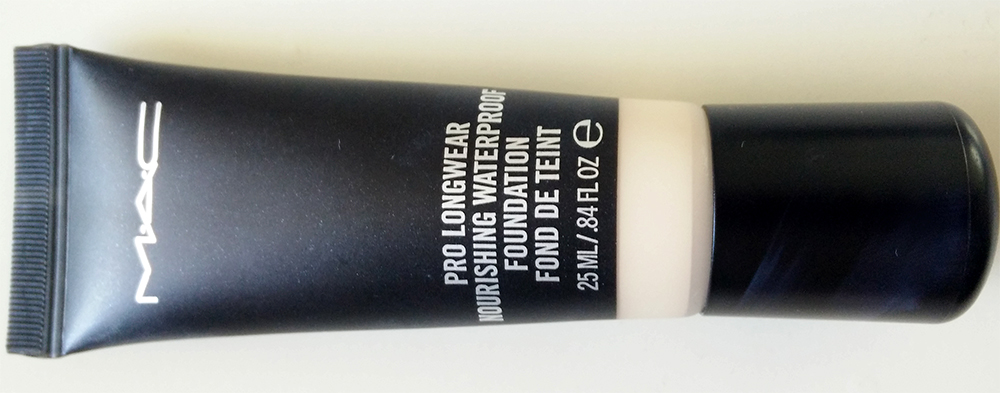 M·A·C
PRO LONGWEAR
NOURISHING WATERPROOF
FOUNDATION
FOND DE TEINT
25 ML/.84 FL OZ ℮